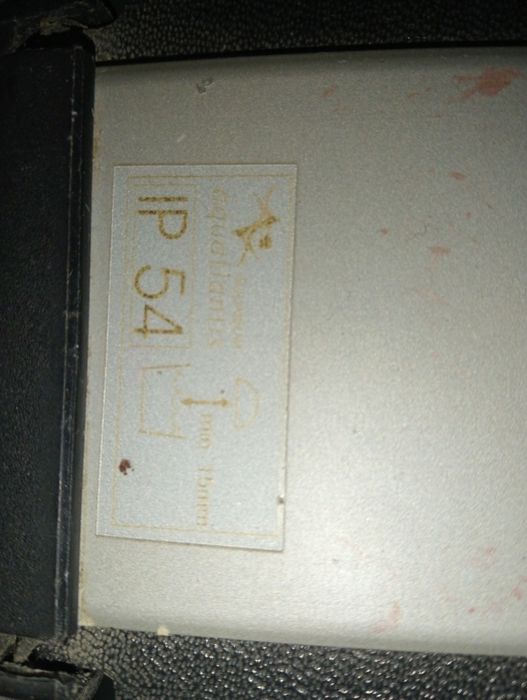 aquatlantis
IP 54
min 15mm